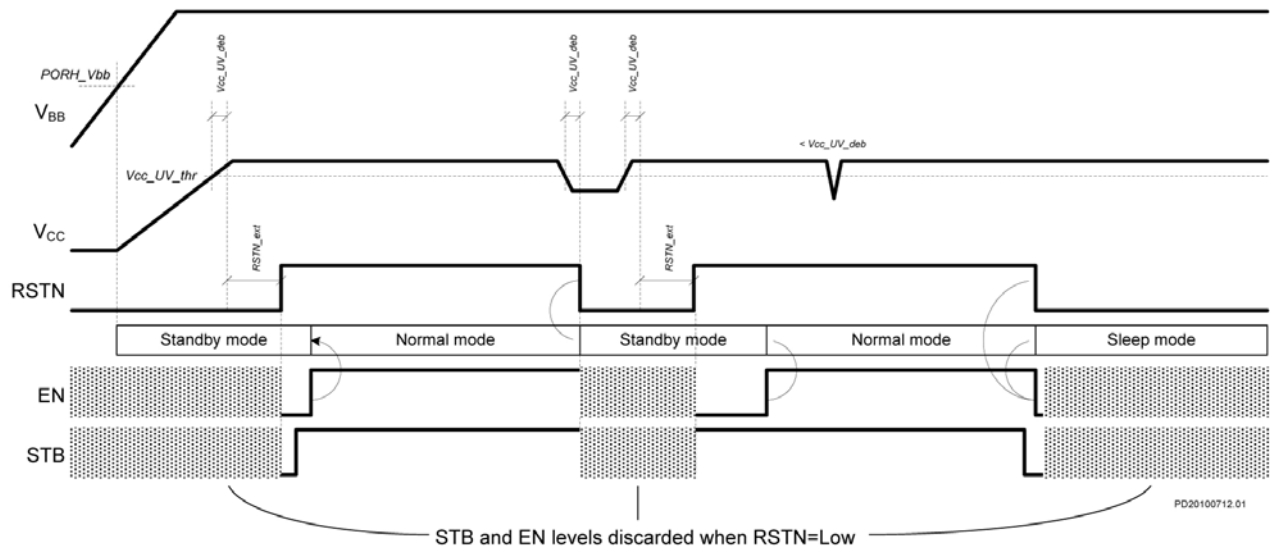 Vcc_UV_deb
Vcc_UV_deb
Vcc_UV_deb
PORH_Vbb
VBB
< Vcc_UV_deb
Vcc_UV_thr
VCC
RSTN_ext
RSTN_ext
RSTN
Standby mode Normal mode Standby mode Normal mode Sleep mode
EN
STB
PD20100712.01
STB and EN levels discarded when RSTN=Low